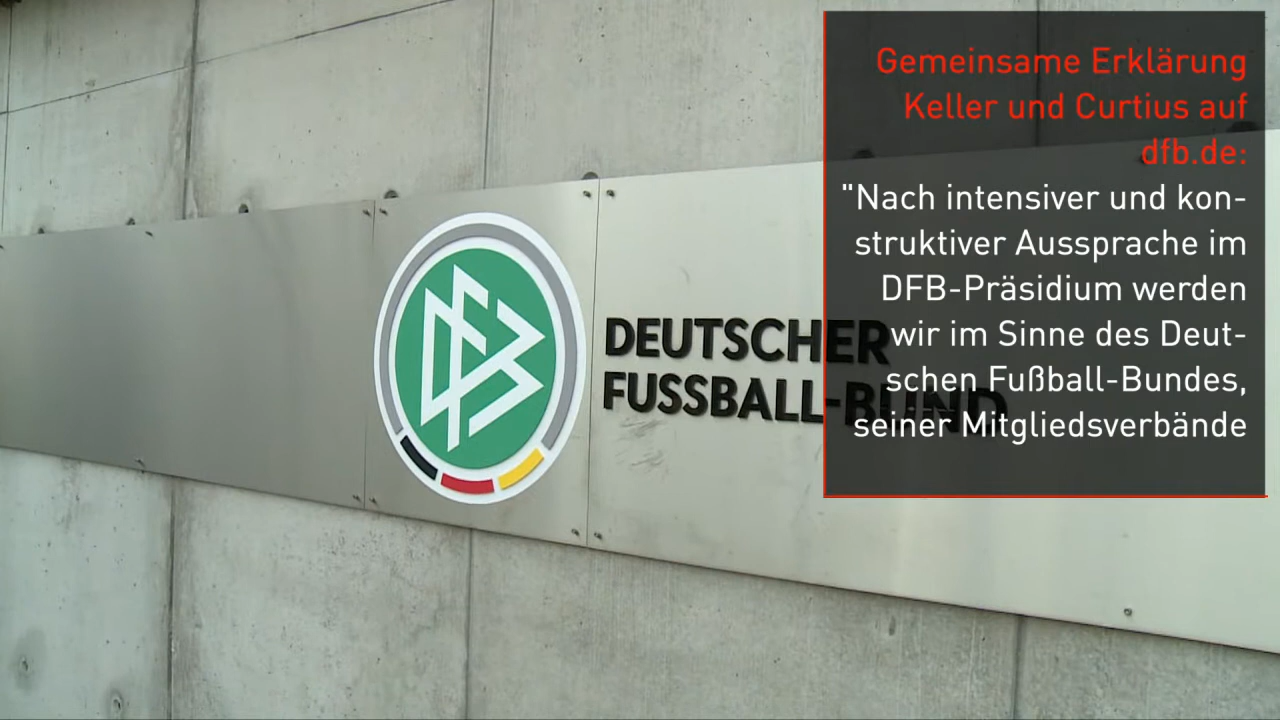 Gemeinsame Erklärung
Keller und Curtius auf
dfb.de:
"Nach intensiver und kon-
struktiver Aussprache im
DFB-Präsidium werden
wir im Sinne des Deut-
schen Fußball-Bundes,
seiner Mitgliedsverbände
DFB
DEUTSCHER
FUSSBALL-BUND